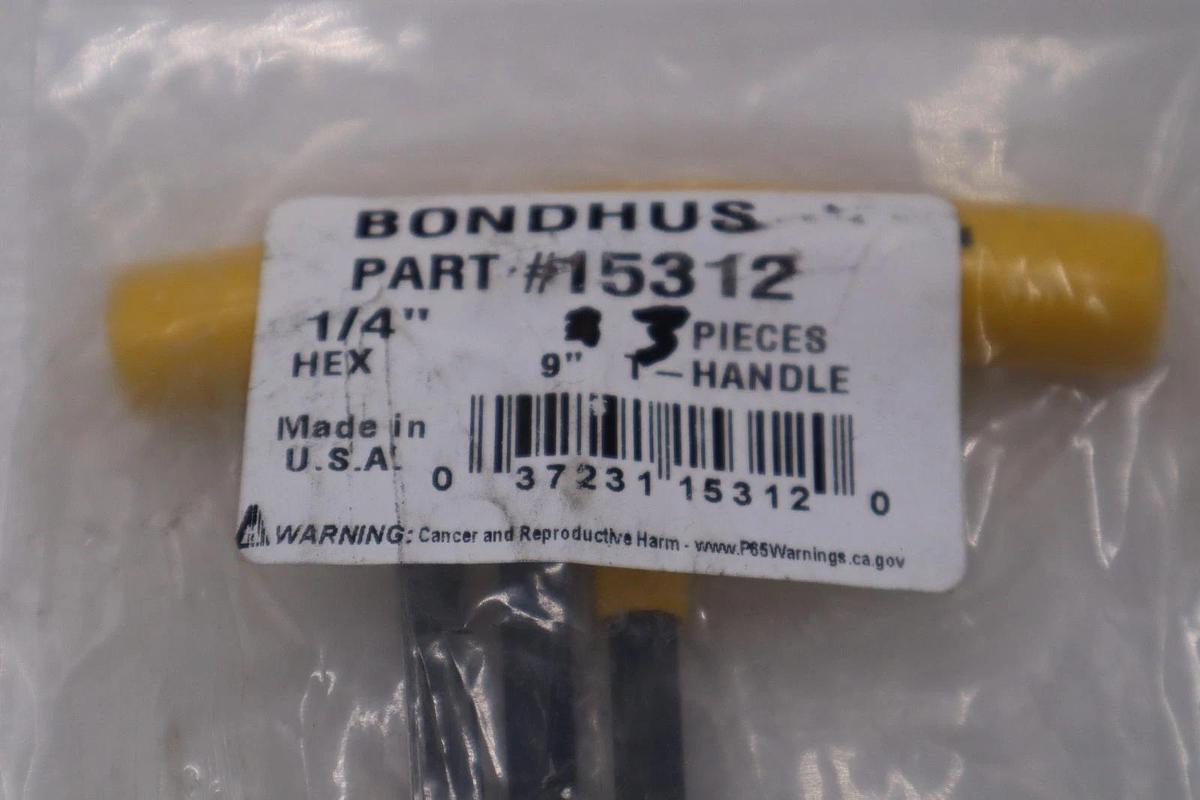 BONDHUS
PART #15312
1/4" 3 PIECES
HEX 9" T-HANDLE
Made in
U.S.A.
0 37231 15312 0
WARNING: Cancer and Reproductive Harm - www.P65Warnings.ca.gov